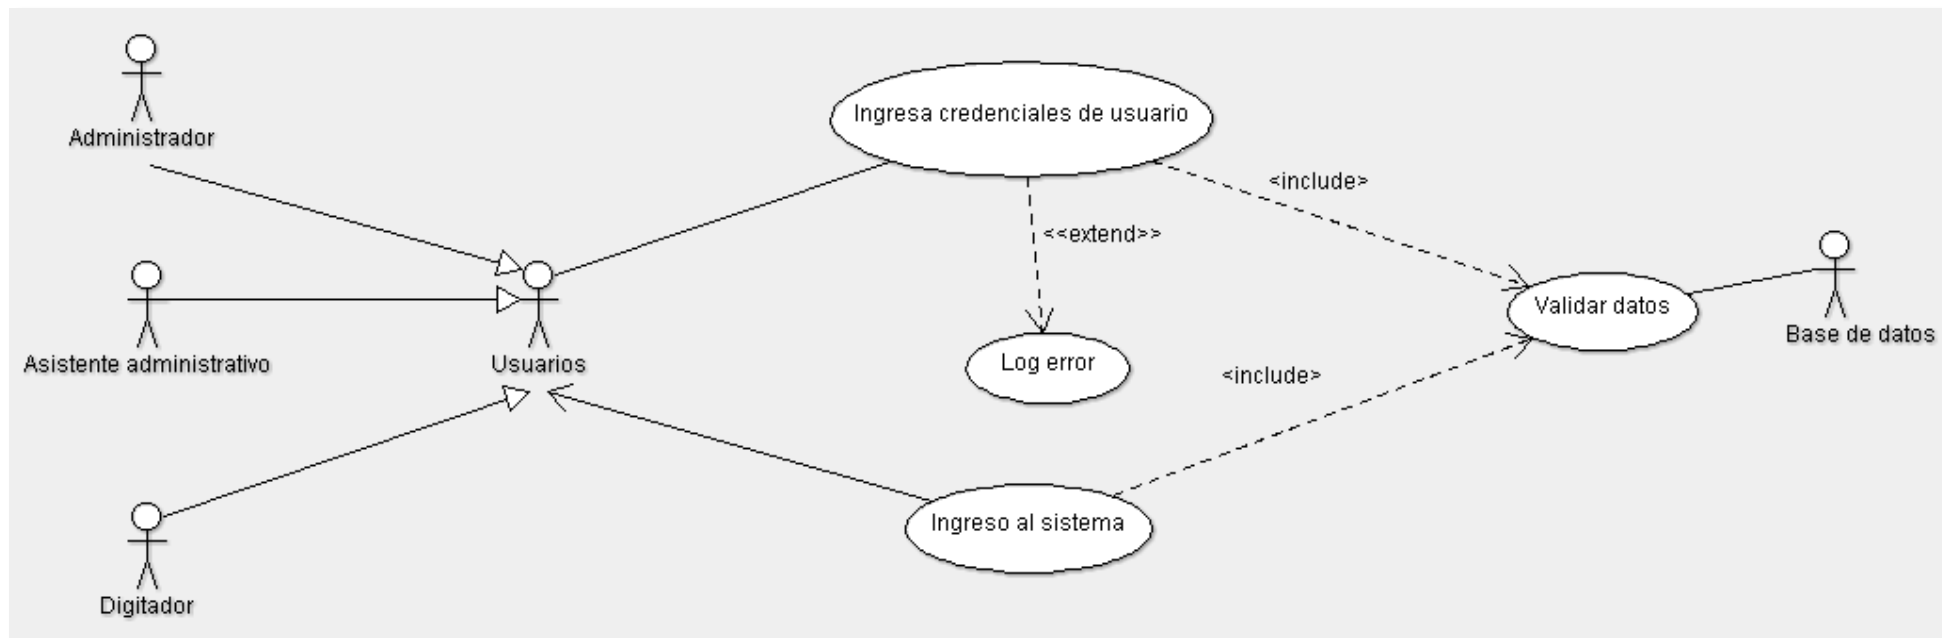 Administrador
Ingresa credenciales de usuario
<include>
<<extend>>
Asistente administrativo
Usuarios
Log error
Validar datos
Base de datos
<include>
Ingreso al sistema
Digitador